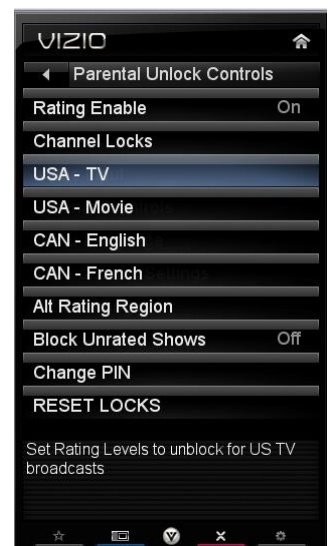 VIZIO
Parental Unlock Controls
Rating Enable On
Channel Locks
USA - TV
USA - Movie
CAN - English
CAN - French
Alt Rating Region
Block Unrated Shows Off
Change PIN
RESET LOCKS
Set Rating Levels to unblock for US TV
broadcasts
V